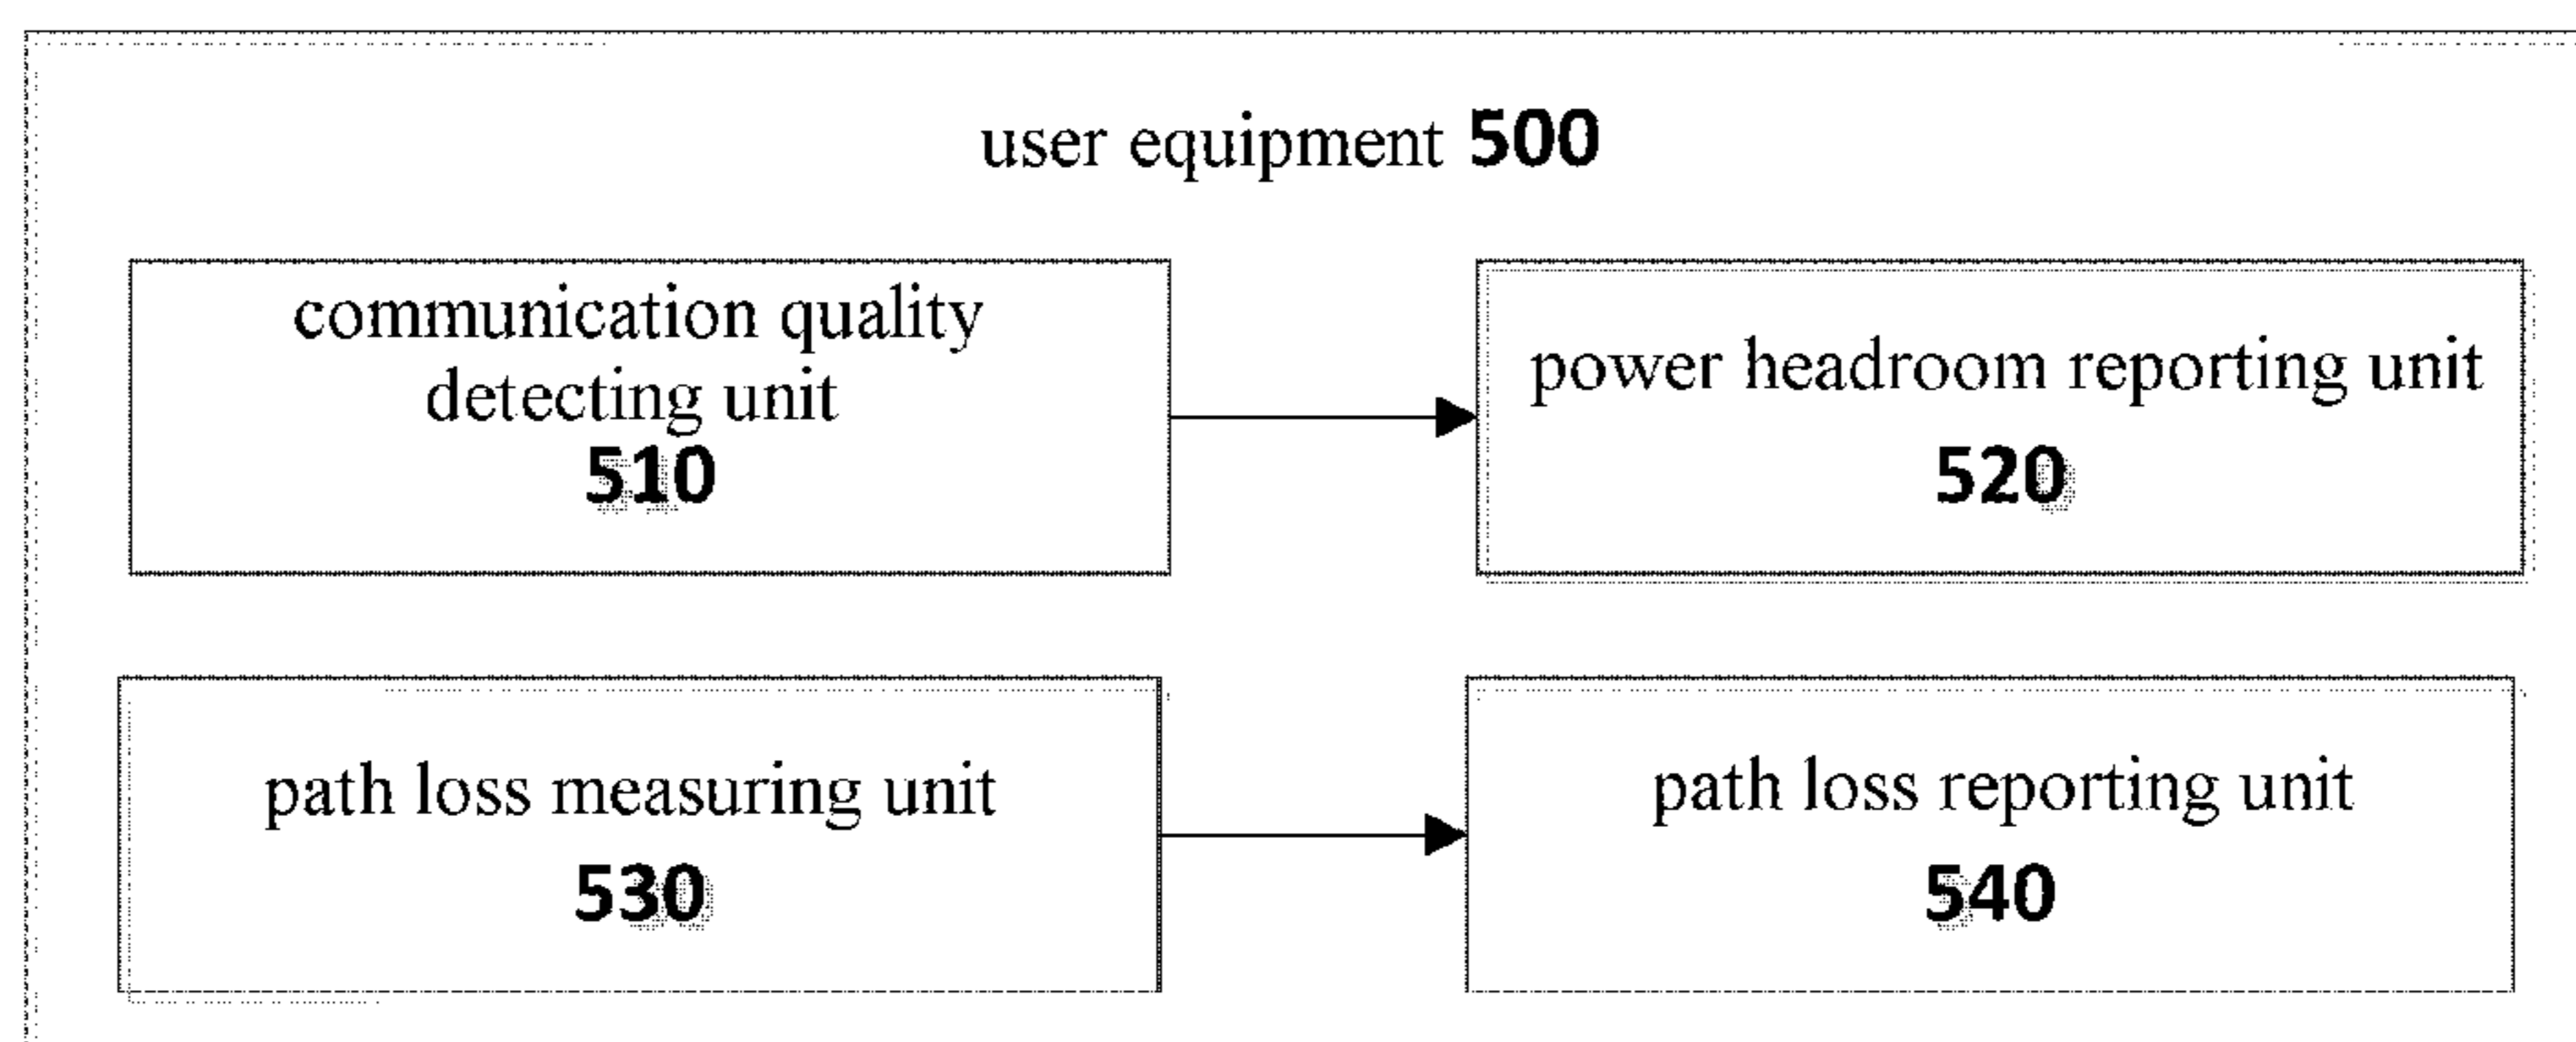 user equipment 500
communication quality
detecting unit
510
power headroom reporting unit
520
path loss measuring unit
530
path loss reporting unit
540